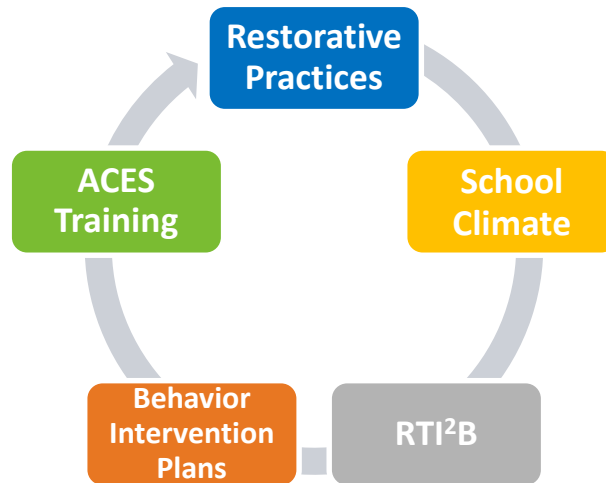 Restorative
Practices
School
Climate
RTI²B
Behavior
Intervention
Plans
ACES
Training